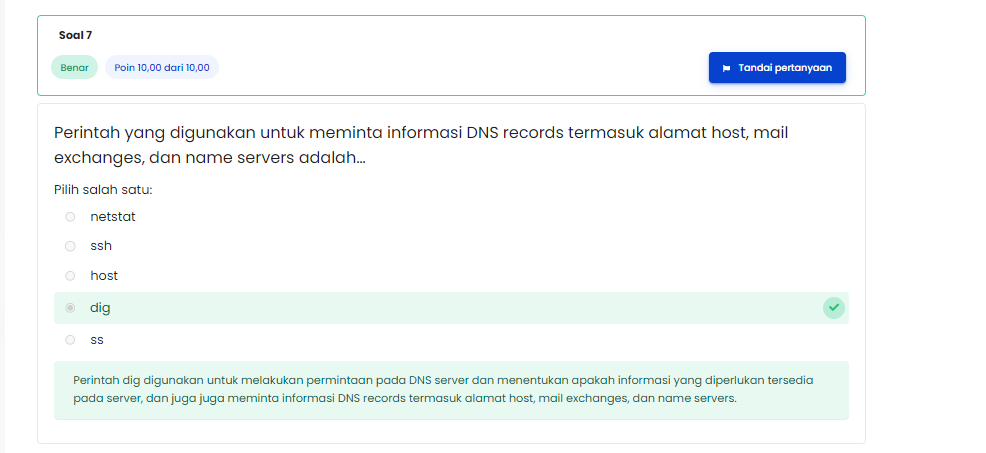 Soal 7
Benar
Poin 10,00 dari 10,00
Tandai pertanyaan
Perintah yang digunakan untuk meminta informasi DNS records termasuk alamat host, mail
exchanges, dan name servers adalah...
Pilih salah satu:
netstat
ssh
host
dig
ss
Perintah dig digunakan untuk melakukan permintaan pada DNS server dan menentukan apakah informasi yang diperlukan tersedia
pada server, dan juga juga meminta informasi DNS records termasuk alamat host, mail exchanges, dan name servers.